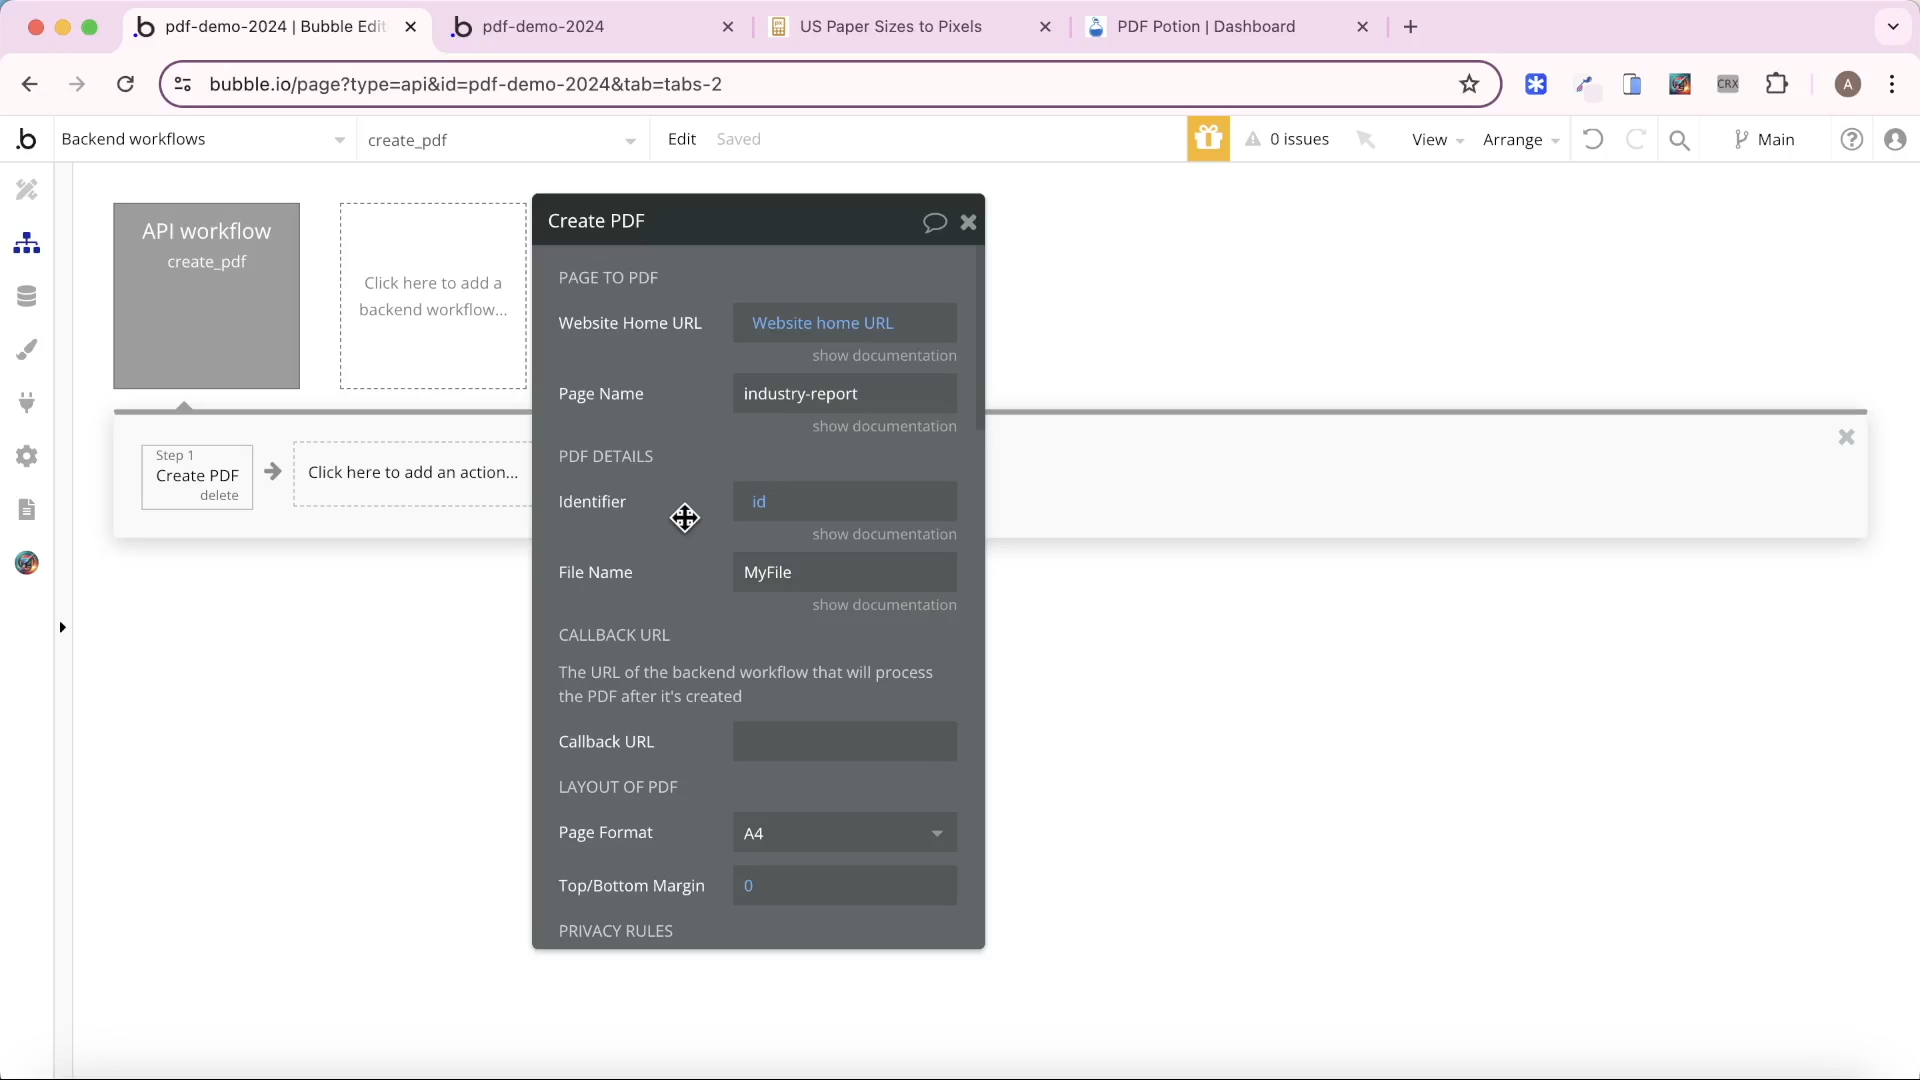 pdf-demo-2024 | Bubble Edit
pdf-demo-2024
US Paper Sizes to Pixels
PDF Potion | Dashboard
bubble.io/page?type=api&id=pdf-demo-2024&tab=tabs-2
CRX
A
Backend workflows
create_pdf
Edit
Saved
0 issues
View
Arrange
Main
API workflow
create_pdf
Click here to add a
backend workflow...
Step 1
Create PDF
delete
Click here to add an action...
Create PDF
PAGE TO PDF
Website Home URL
Website home URL
show documentation
Page Name
industry-report
show documentation
PDF DETAILS
Identifier
id
show documentation
File Name
MyFile
show documentation
CALLBACK URL
The URL of the backend workflow that will process
the PDF after it's created
Callback URL
LAYOUT OF PDF
Page Format
A4
Top/Bottom Margin
0
PRIVACY RULES